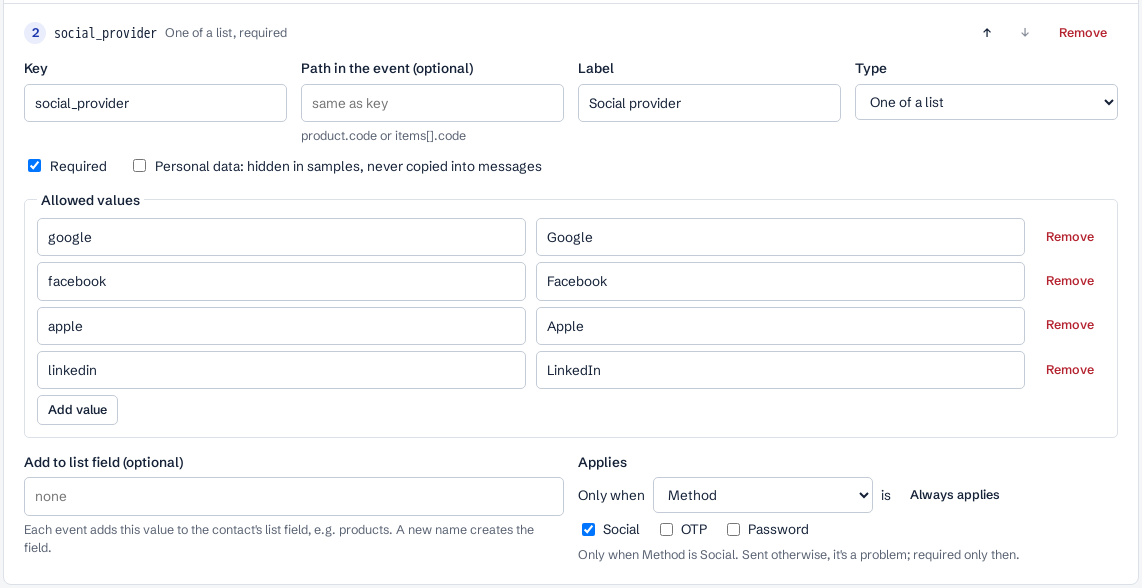 2 social_provider One of a list, required ↑ ↓ Remove
Key Path in the event (optional) Label Type
social_provider same as key Social provider One of a list
product.code or items[].code
Required Personal data: hidden in samples, never copied into messages
Allowed values
google Google Remove
facebook Facebook Remove
apple Apple Remove
linkedin LinkedIn Remove
Add value
Add to list field (optional) Applies
none Only when Method is Always applies
Social OTP Password
Each event adds this value to the contact's list field, e.g. products. A new name creates the
field.
Only when Method is Social. Sent otherwise, it's a problem; required only then.